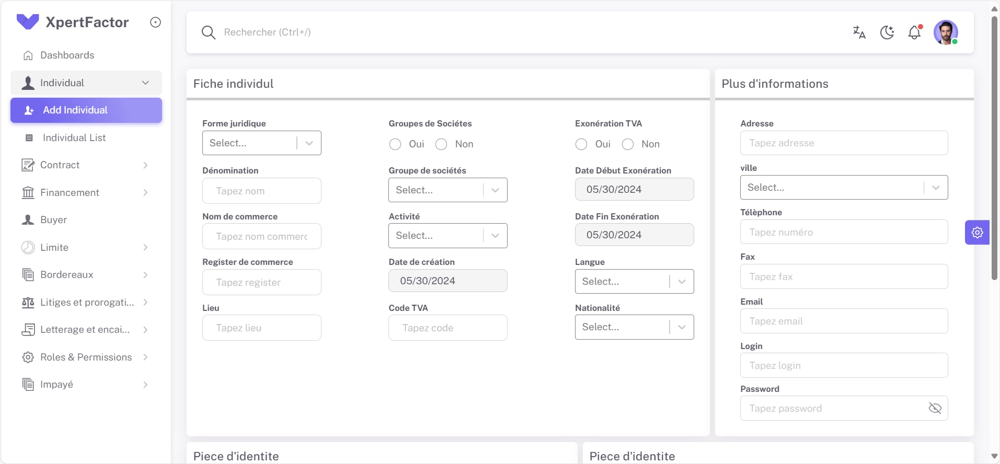 XpertFactor
Dashboards
Individual
Add Individual
Individual List
Contract
Financement
Buyer
Limite
Bordereaux
Litiges et prorogati...
Letterage et encai...
Roles & Permissions
Impayé
Rechercher (Ctrl+/)
Fiche individul
Forme juridique
Select...
Dénomination
Tapez nom
Nom de commerce
Tapez nom commerc
Register de commerce
Tapez register
Lieu
Tapez lieu
Groupes de Sociétes
Oui Non
Groupe de sociétés
Select...
Activité
Select...
Date de création
05/30/2024
Code TVA
Tapez code
Exonération TVA
Oui Non
Date Début Exonération
05/30/2024
Date Fin Exonération
05/30/2024
Langue
Select...
Nationalité
Select...
Plus d'informations
Adresse
Tapez adresse
ville
Select...
Télèphone
Tapez numéro
Fax
Tapez fax
Email
Tapez email
Login
Tapez login
Password
Tapez password
Piece d'identite
Piece d'identite